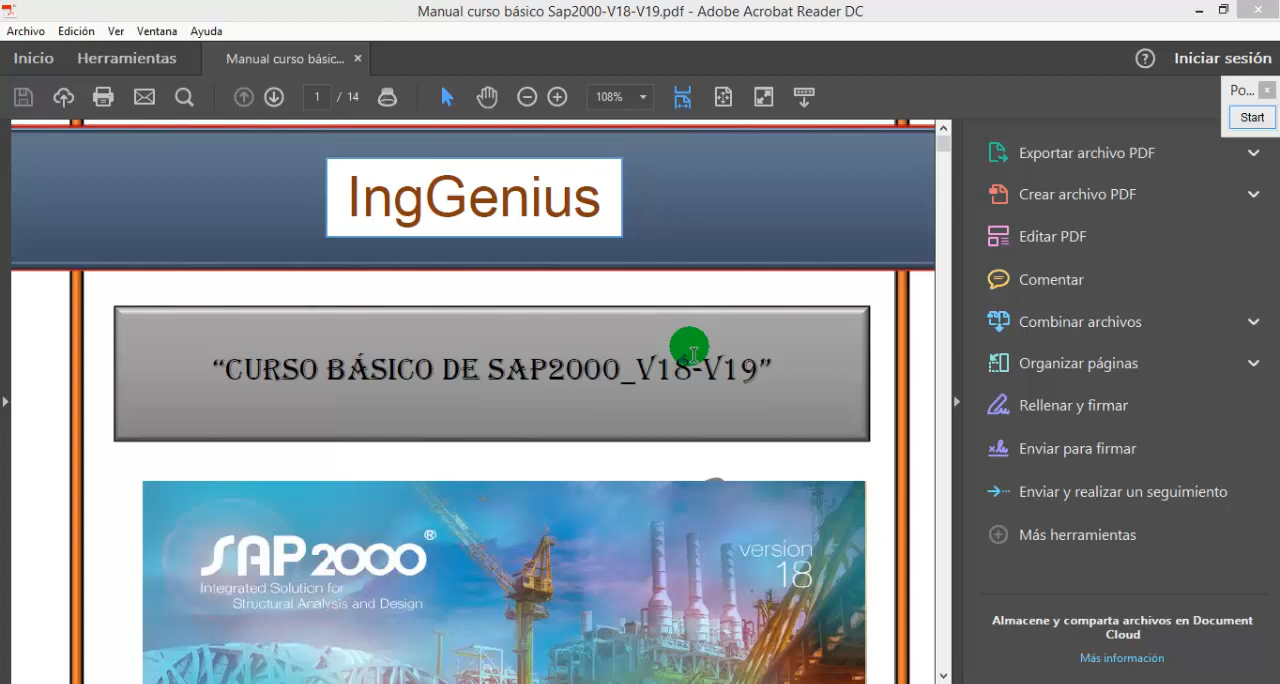 Manual curso básico Sap2000-V18-V19.pdf - Adobe Acrobat Reader DC
Archivo Edición Ver Ventana Ayuda
Inicio Herramientas Manual curso básic... × ? Iniciar sesión
1 / 14 108%
Po... x
Start
IngGenius
“CURSO BÁSICO DE SAP2000_V18-V19”
SAP2000®
Integrated Solution for
Structural Analysis and Design
version
18
Exportar archivo PDF
Crear archivo PDF
Editar PDF
Comentar
Combinar archivos
Organizar páginas
Rellenar y firmar
Enviar para firmar
Enviar y realizar un seguimiento
Más herramientas
Almacene y comparta archivos en Document
Cloud
Más información